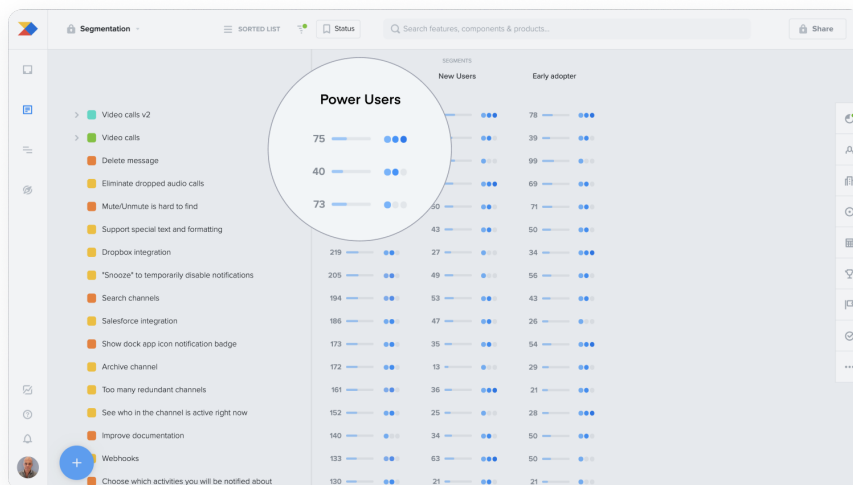 Segmentation
SORTED LIST
Status
Search features, components & products...
Share
SEGMENTS
New Users
Early adopter
Power Users
75
40
73
Video calls v2 78
Video calls 39
Delete message 99
Eliminate dropped audio calls 69
Mute/Unmute is hard to find 71
Support special text and formatting 43 50
Dropbox integration 219 27 34
"Snooze" to temporarily disable notifications 205 49 56
Search channels 194 53 43
Salesforce integration 186 47 26
Show dock app icon notification badge 173 35 54
Archive channel 172 13 29
Too many redundant channels 161 36 21
See who in the channel is active right now 152 25 28
Improve documentation 140 34 50
Webhooks 133 63 50
Choose which activities you will be notified about 130 21 21